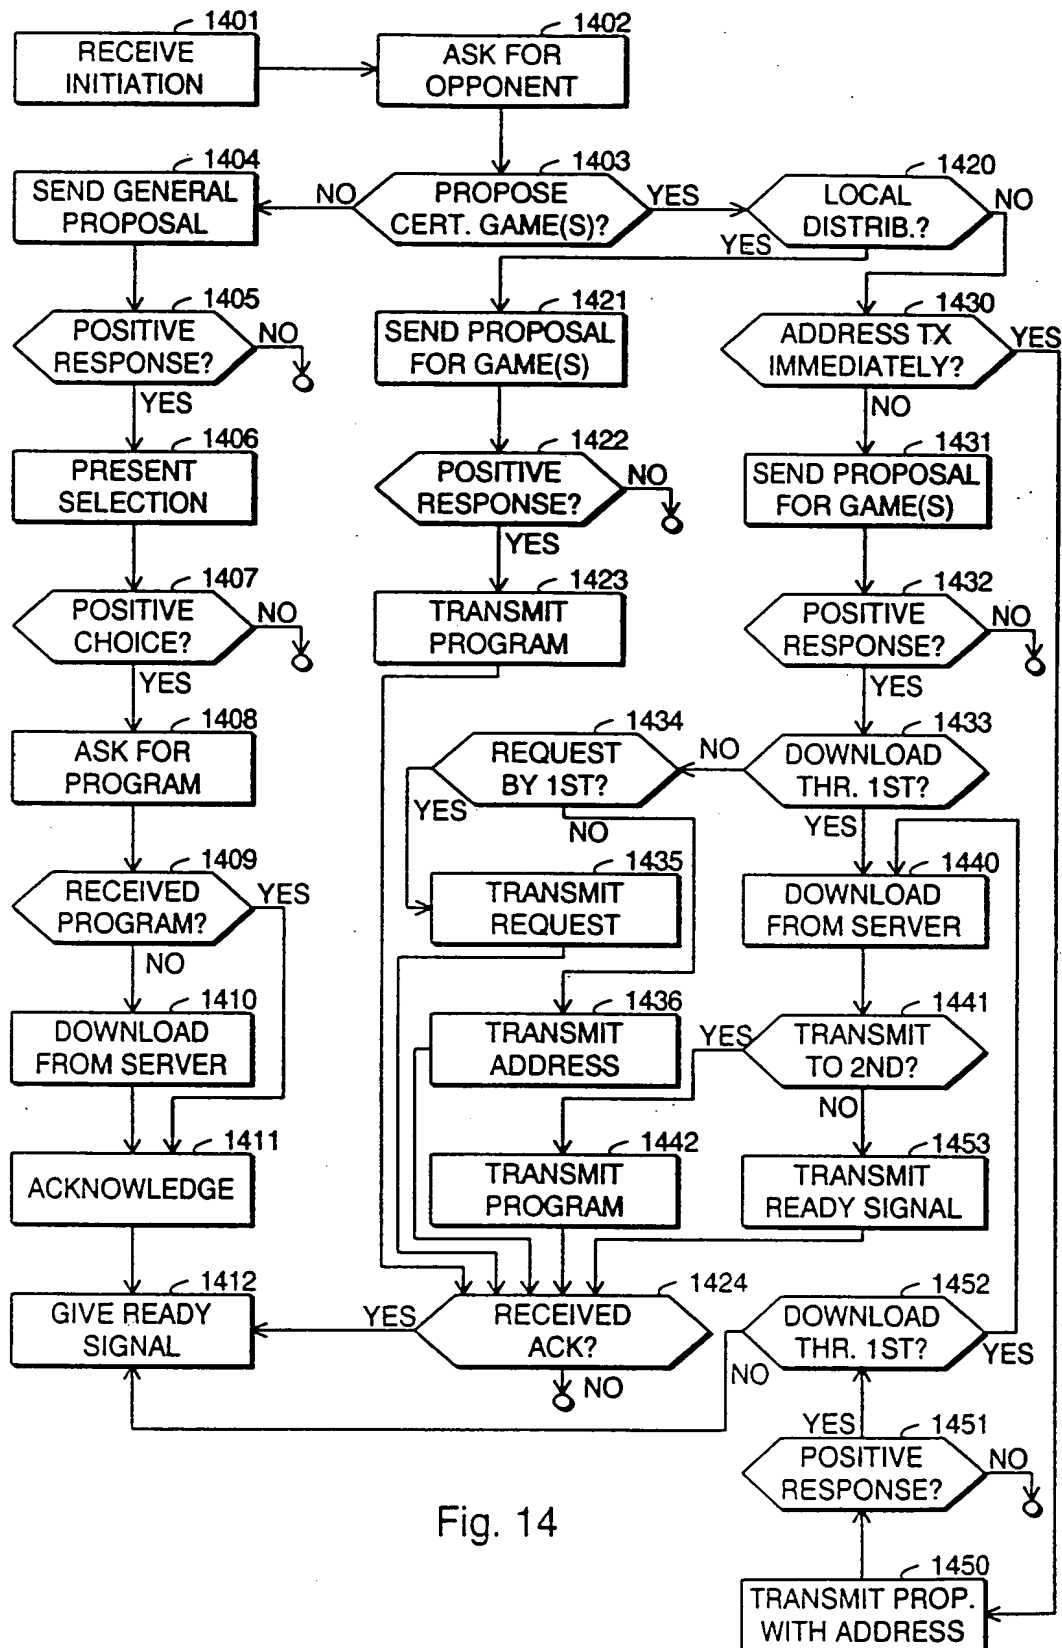 1401
RECEIVE
INITIATION
1402
ASK FOR
OPPONENT
1404
SEND GENERAL
PROPOSAL
NO
1403
PROPOSE
CERT. GAME(S)?
YES
1420
LOCAL
DISTRIB.?
NO
YES
1405
POSITIVE
RESPONSE?
NO
YES
1421
SEND PROPOSAL
FOR GAME(S)
1430
ADDRESS TX
IMMEDIATELY?
YES
NO
1406
PRESENT
SELECTION
1422
POSITIVE
RESPONSE?
NO
YES
1431
SEND PROPOSAL
FOR GAME(S)
1407
POSITIVE
CHOICE?
NO
YES
1423
TRANSMIT
PROGRAM
1432
POSITIVE
RESPONSE?
NO
YES
1408
ASK FOR
PROGRAM
1434
REQUEST
BY 1ST?
YES
NO
NO
1433
DOWNLOAD
THR. 1ST?
YES
1409
RECEIVED
PROGRAM?
YES
NO
1435
TRANSMIT
REQUEST
1440
DOWNLOAD
FROM SERVER
1410
DOWNLOAD
FROM SERVER
1436
TRANSMIT
ADDRESS
YES
1441
TRANSMIT
TO 2ND?
NO
1411
ACKNOWLEDGE
1442
TRANSMIT
PROGRAM
1453
TRANSMIT
READY SIGNAL
1412
GIVE READY
SIGNAL
YES
1424
RECEIVED
ACK?
NO
1452
DOWNLOAD
THR. 1ST?
YES
NO
YES
1451
POSITIVE
RESPONSE?
NO
Fig. 14
1450
TRANSMIT PROP.
WITH ADDRESS